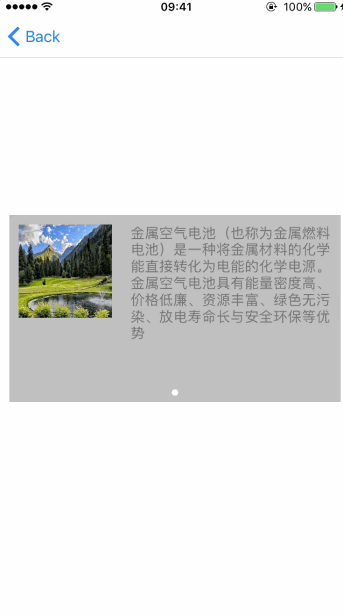 09:41
100%
Back
金属空气电池（也称为金属燃料
电池）是一种将金属材料的化学
能直接转化为电能的化学电源。
金属空气电池具有能量密度高、
价格低廉、资源丰富、绿色无污
染、放电寿命长与安全环保等优
势